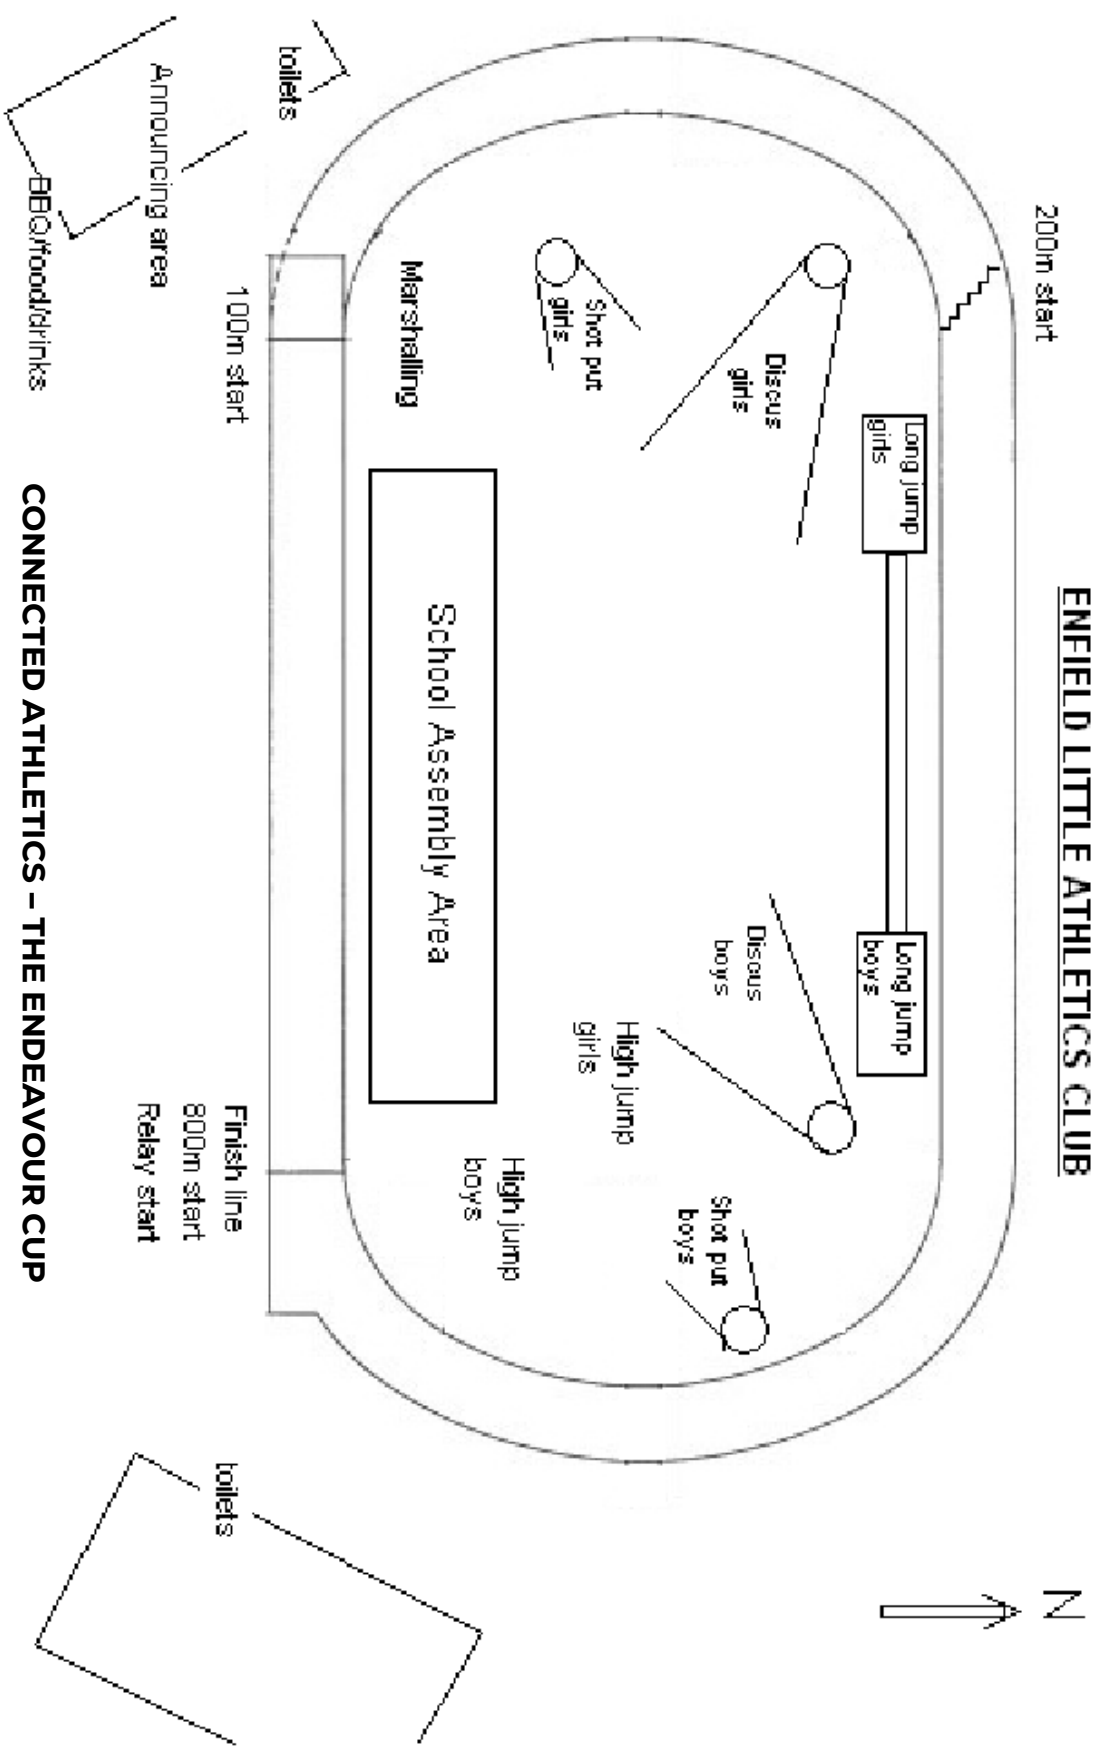 ENFIELD LITTLE ATHLETICS CLUB
N
200m start
Long jump
girls
Long jump
boys
Discus
girls
Discus
boys
Shot put
girls
High jump
girls
Shot put
boys
High jump
boys
Marshalling
School Assembly Area
toilets
100m start
Finish line
800m start
Relay start
toilets
Announcing area
BBQ/food/drinks
CONNECTED ATHLETICS – THE ENDEAVOUR CUP